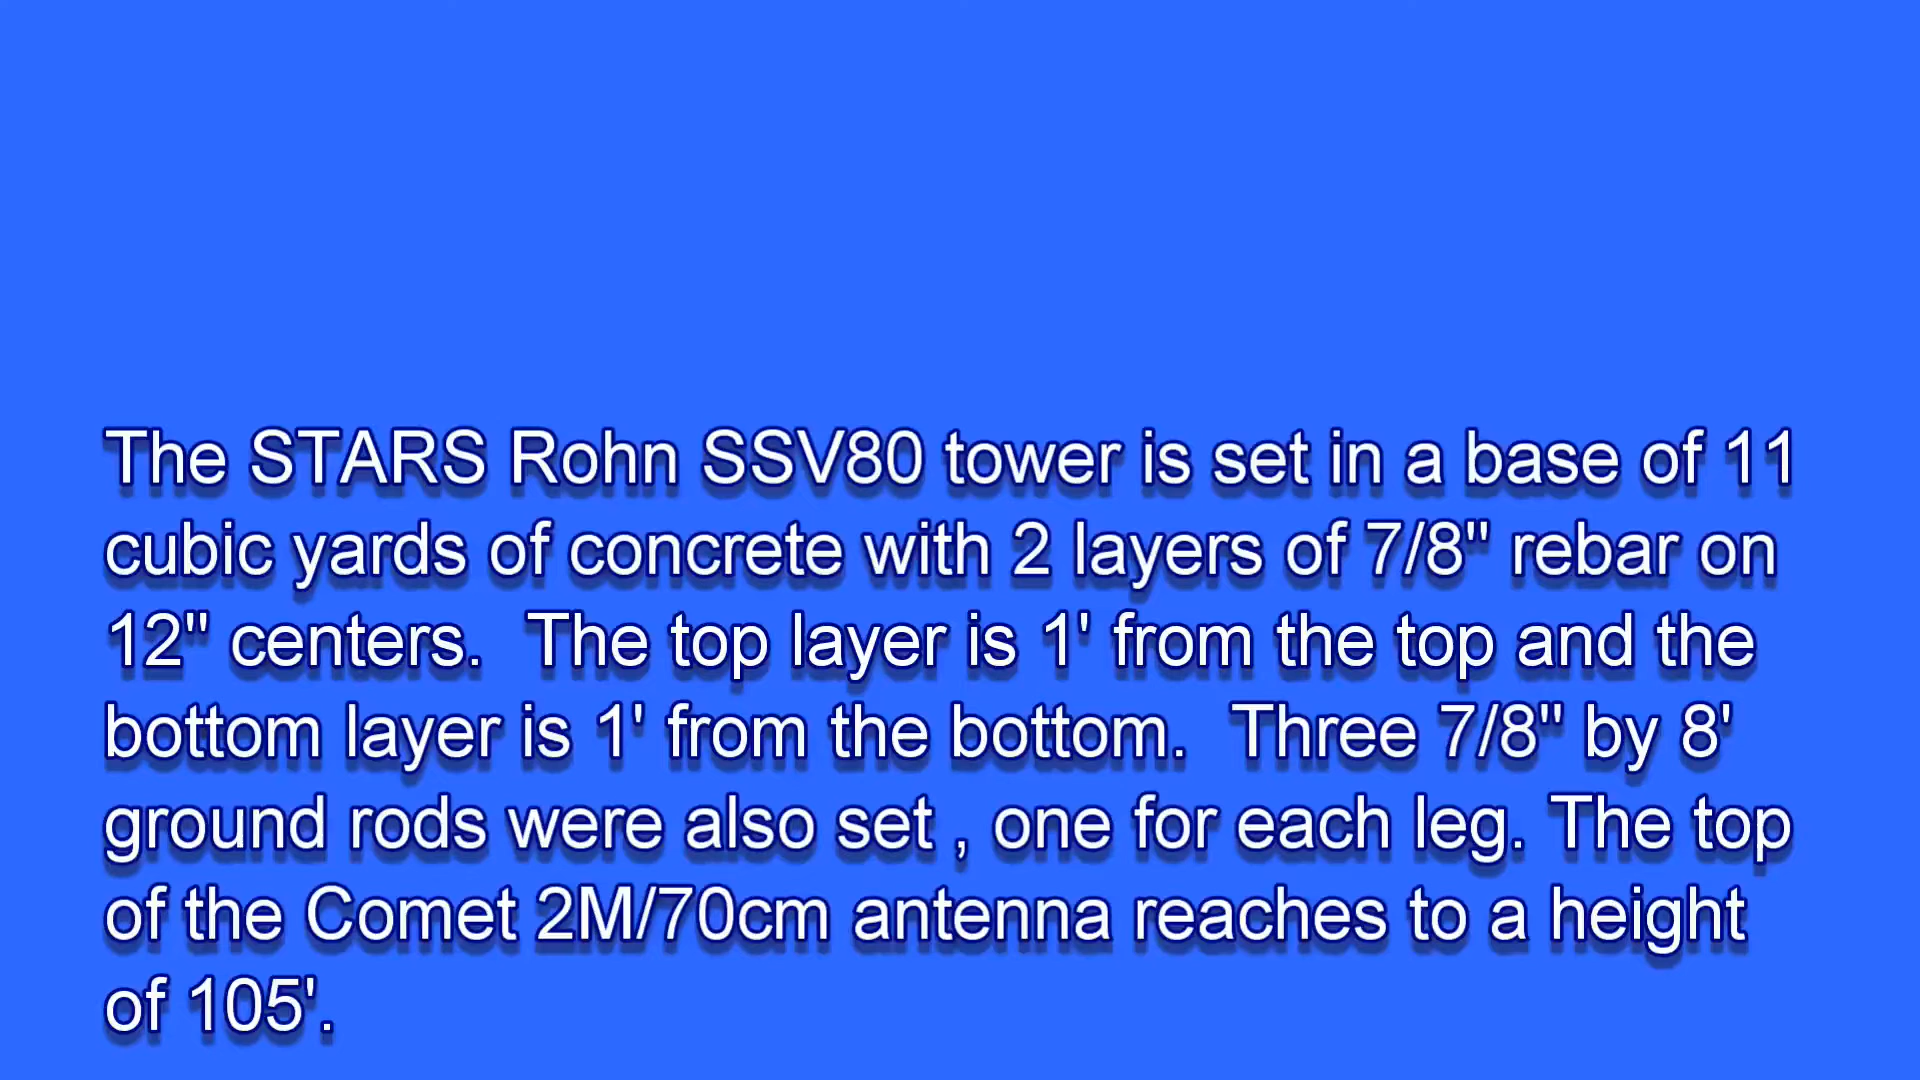 The STARS Rohn SSV80 tower is set in a base of 11
cubic yards of concrete with 2 layers of 7/8" rebar on
12" centers.  The top layer is 1' from the top and the
bottom layer is 1' from the bottom.  Three 7/8" by 8'
ground rods were also set , one for each leg. The top
of the Comet 2M/70cm antenna reaches to a height
of 105'.